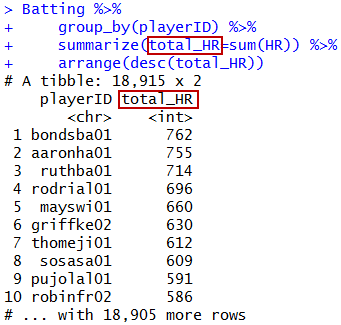 > Batting %>%
+ group_by(playerID) %>%
+ summarize(total_HR=sum(HR)) %>%
+ arrange(desc(total_HR))
# A tibble: 18,915 x 2
playerID total_HR
<chr> <int>
1 bondsba01 762
2 aaronha01 755
3 ruthba01 714
4 rodrial01 696
5 mayswi01 660
6 griffke02 630
7 thomeji01 612
8 sosasa01 609
9 pujolal01 591
10 robinfr02 586
# ... with 18,905 more rows